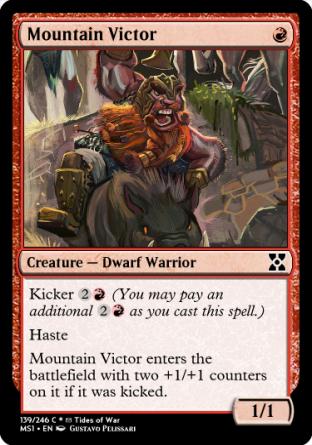 Mountain Victor
Creature — Dwarf Warrior
Kicker 2 (You may pay an
additional 2 as you cast this spell.)
Haste
Mountain Victor enters the
battlefield with two +1/+1 counters
on it if it was kicked.
1/1
139/246 C * Tides of War
MS1 • EN Gustavo Pelissari